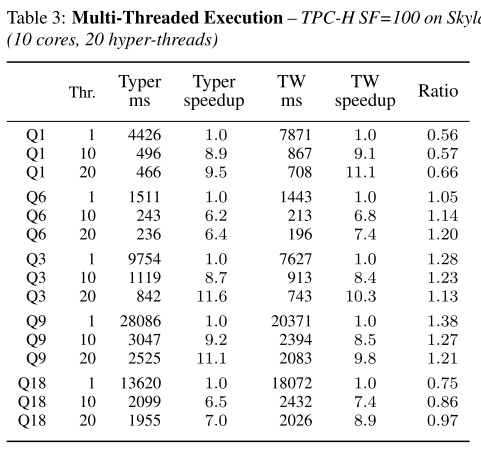 Table 3: Multi-Threaded Execution – TPC-H SF=100 on
(10 cores, 20 hyper-threads)
Thr. Typer ms Typer speedup TW ms TW speedup Ratio
Q1 1 4426 1.0 7871 1.0 0.56
Q1 10 496 8.9 867 9.1 0.57
Q1 20 466 9.5 708 11.1 0.66
Q6 1 1511 1.0 1443 1.0 1.05
Q6 10 243 6.2 213 6.8 1.14
Q6 20 236 6.4 196 7.4 1.20
Q3 1 9754 1.0 7627 1.0 1.28
Q3 10 1119 8.7 913 8.4 1.23
Q3 20 842 11.6 743 10.3 1.13
Q9 1 28086 1.0 20371 1.0 1.38
Q9 10 3047 9.2 2394 8.5 1.27
Q9 20 2525 11.1 2083 9.8 1.21
Q18 1 13620 1.0 18072 1.0 0.75
Q18 10 2099 6.5 2432 7.4 0.86
Q18 20 1955 7.0 2026 8.9 0.97